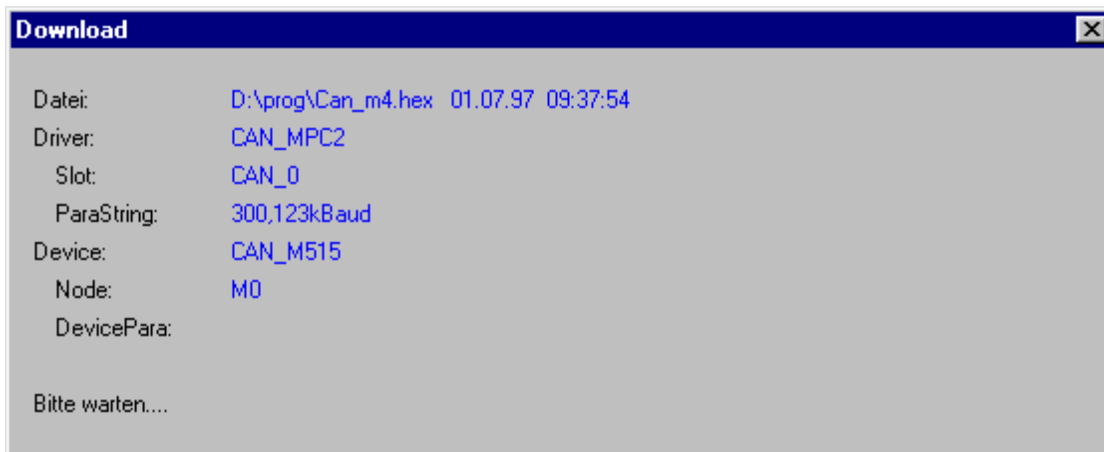 Download
Datei: D:\prog\Can_m4.hex 01.07.97 09:37:54
Driver: CAN_MPC2
Slot: CAN_0
ParaString: 300,123kBaud
Device: CAN_M515
Node: M0
DevicePara:
Bitte warten....